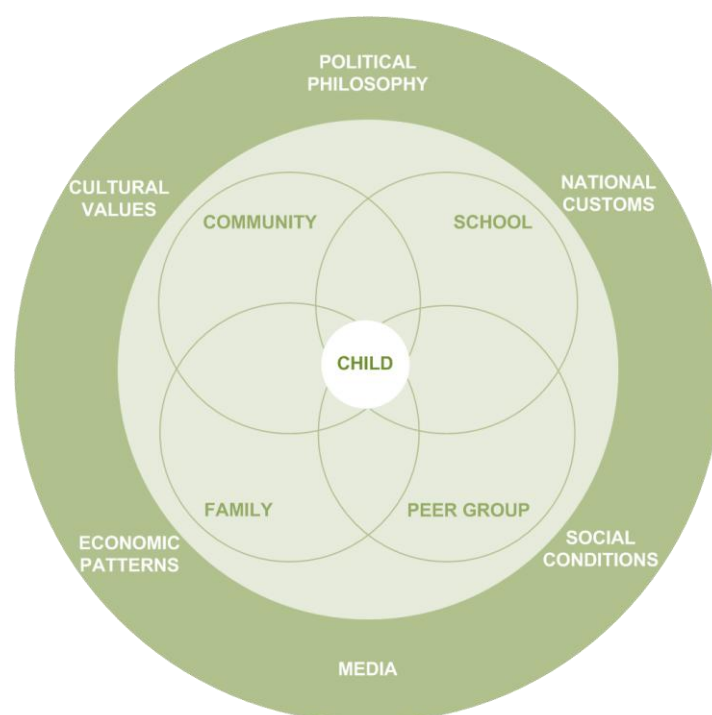 POLITICAL
PHILOSOPHY
CULTURAL
VALUES
NATIONAL
CUSTOMS
COMMUNITY
SCHOOL
CHILD
FAMILY
PEER GROUP
ECONOMIC
PATTERNS
SOCIAL
CONDITIONS
MEDIA